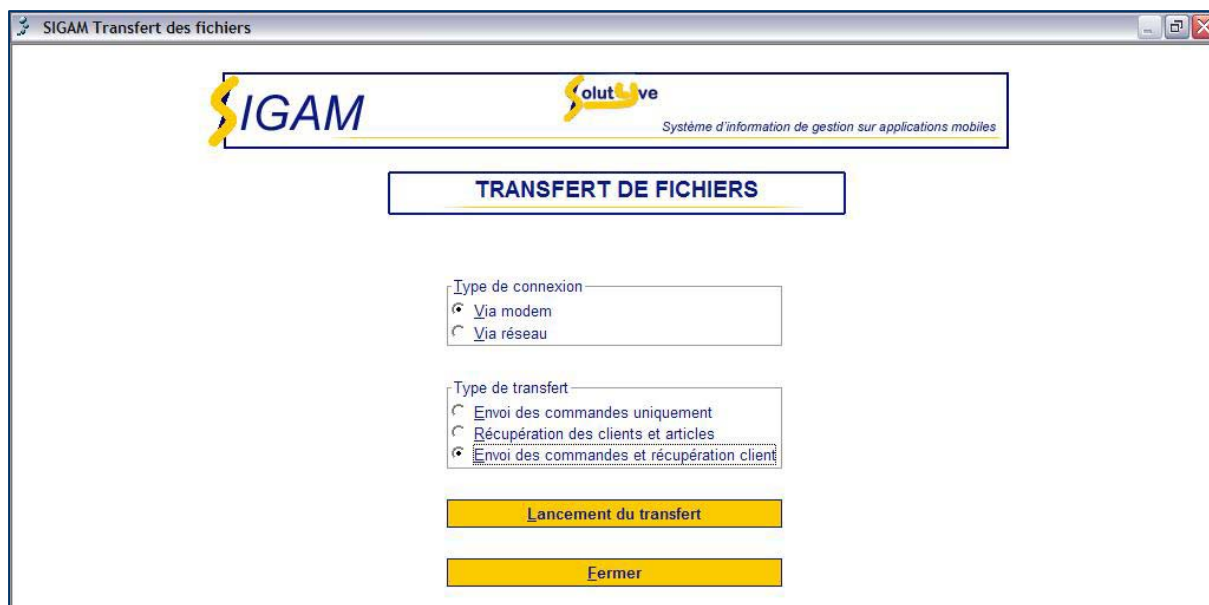 SIGAM Transfert des fichiers
SIGAM
Solutyve
Système d'information de gestion sur applications mobiles
TRANSFERT DE FICHIERS
Type de connexion
Via modem
Via réseau
Type de transfert
Envoi des commandes uniquement
Récupération des clients et articles
Envoi des commandes et récupération client
Lancement du transfert
Fermer